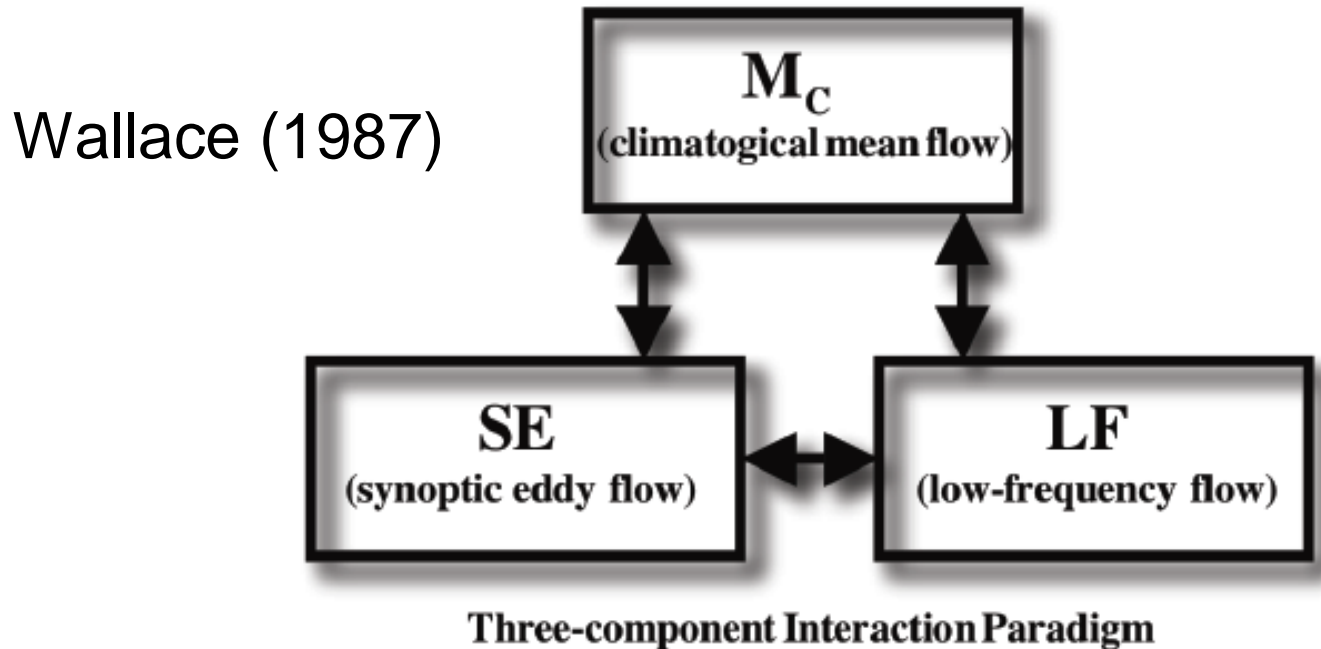 M_C
Wallace (1987)
(climatogical mean flow)
SE
LF
(synoptic eddy flow)
(low-frequency flow)
Three-component Interaction Paradigm